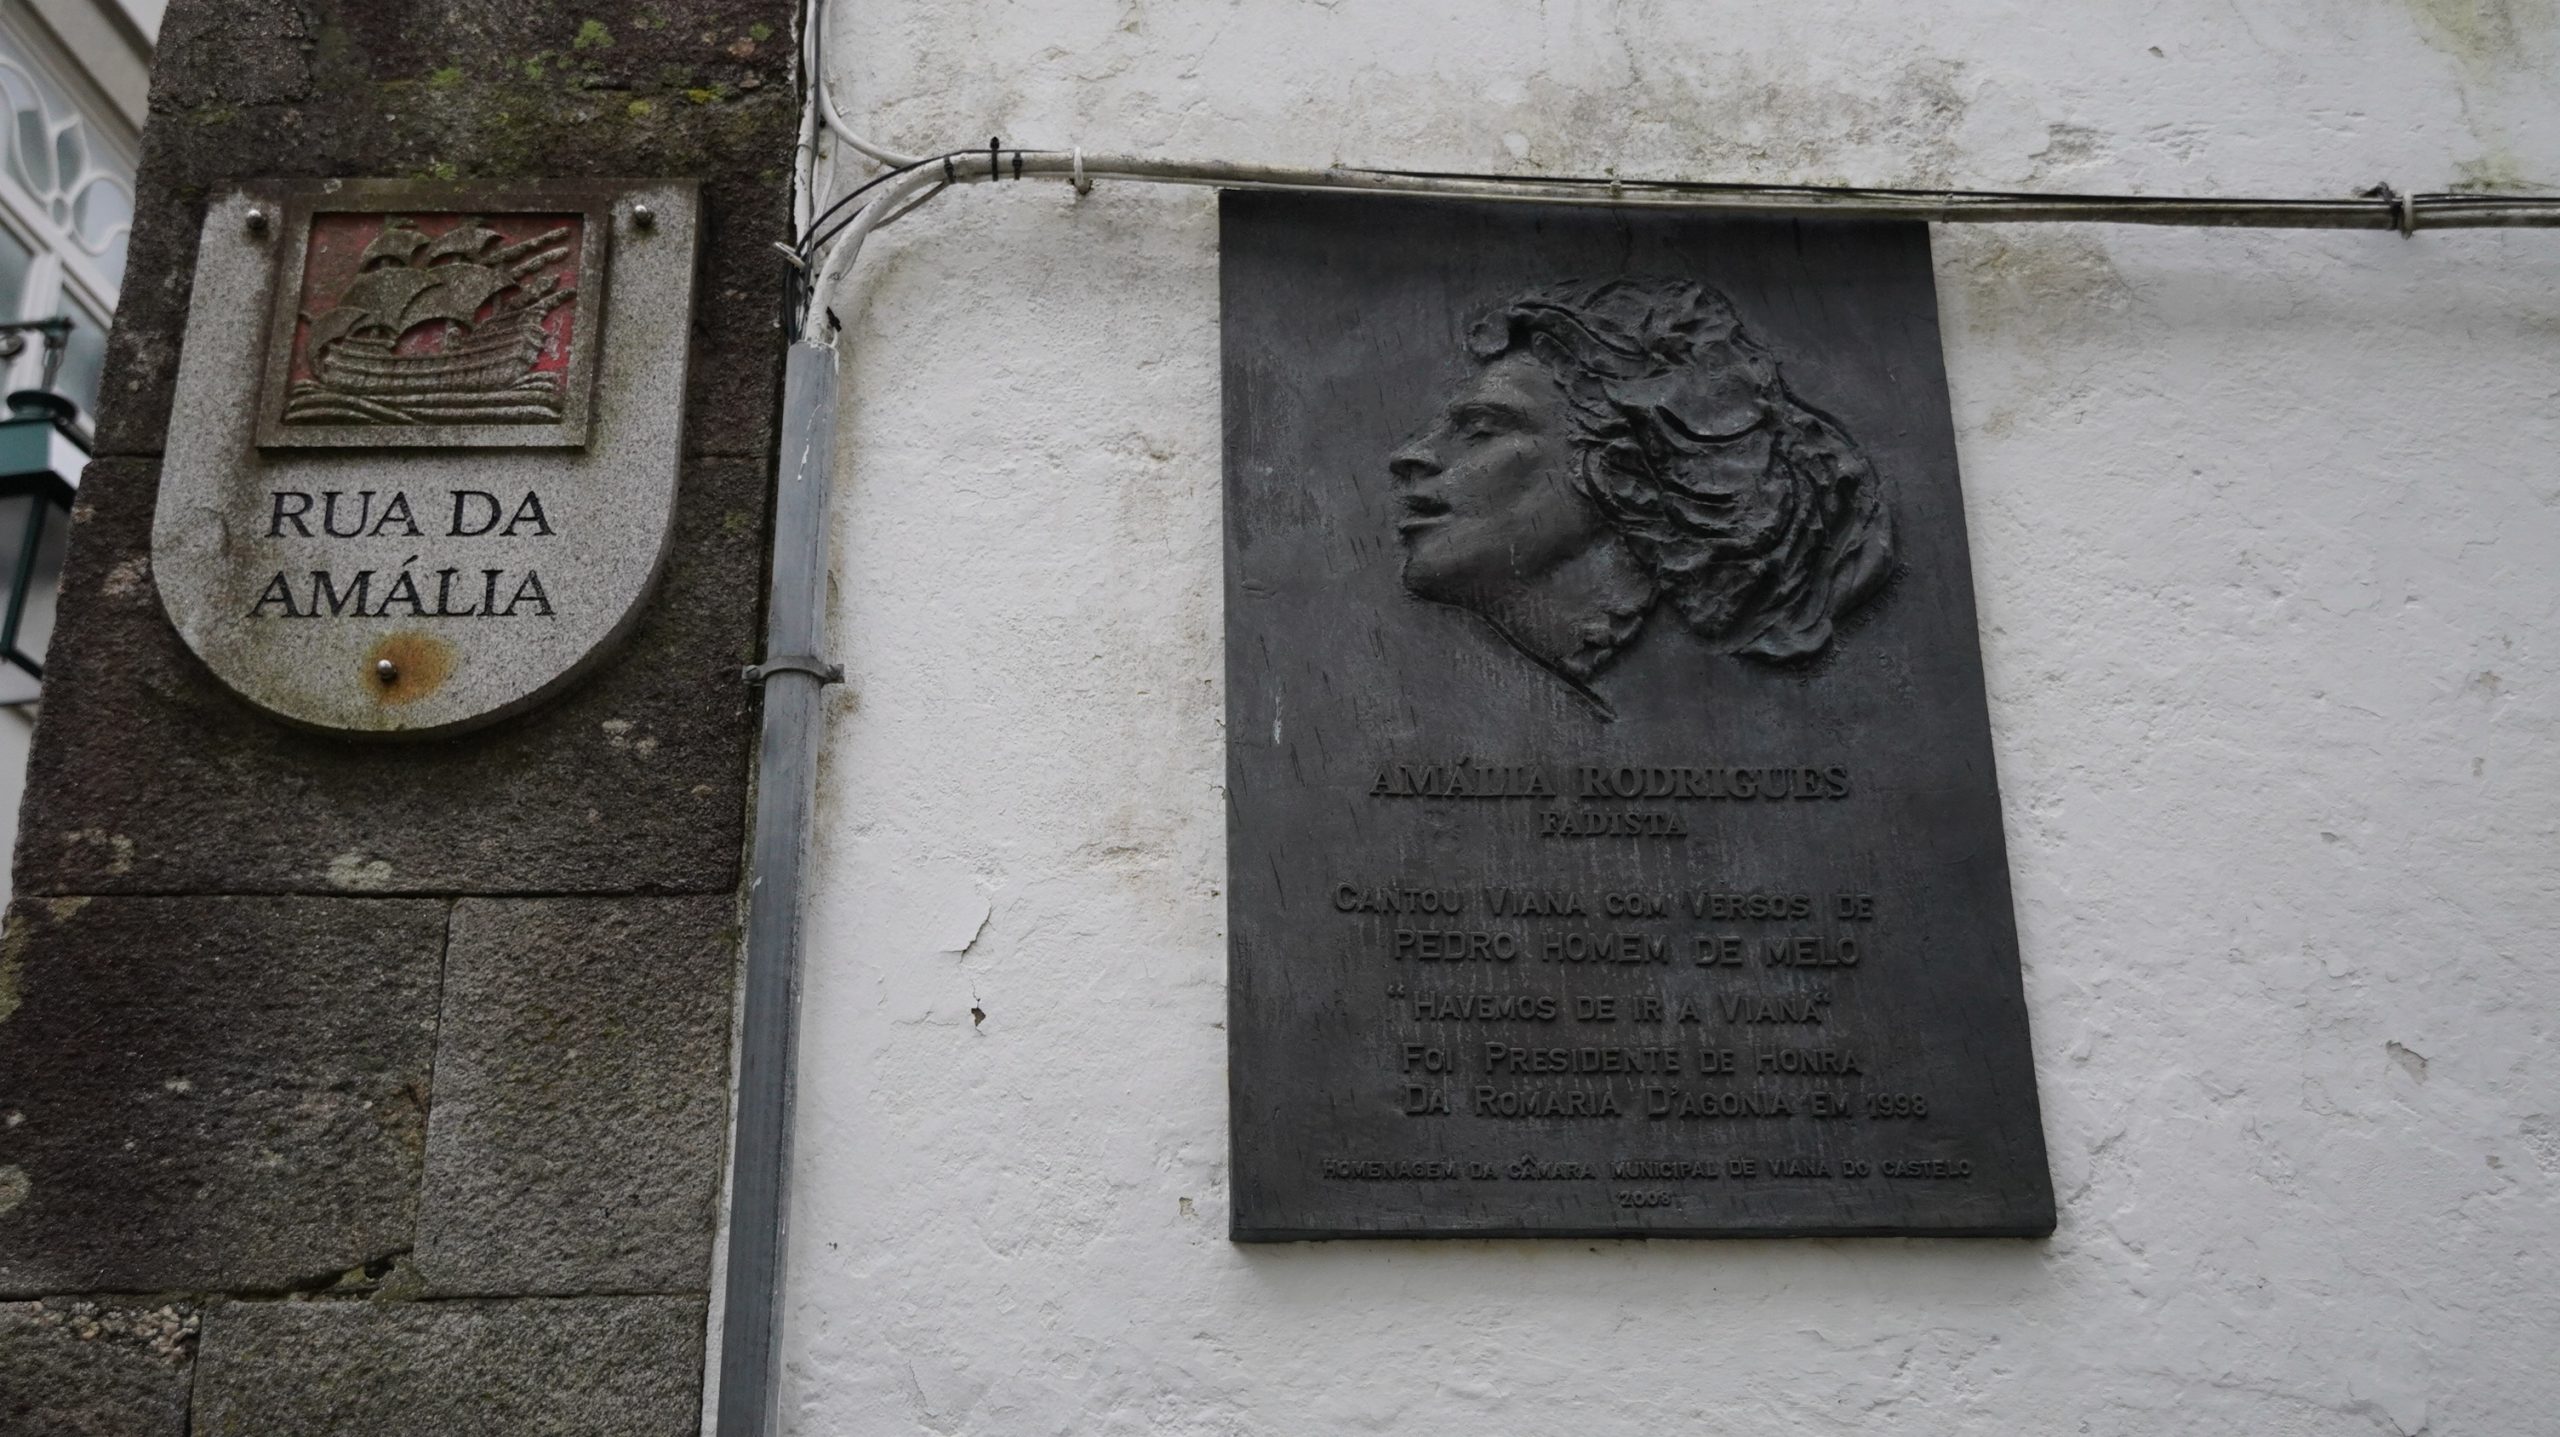 RUA DA
AMÁLIA
AMÁLIA RODRIGUES
FADISTA
CANTOU VIANA COM VERSOS DE
PEDRO HOMEM DE MELO
“HAVEMOS DE IR A VIANA“
FOI PRESIDENTE DE HONRA
DA ROMARIA D'AGONIA EM 1998
HOMENAGEM DA CÂMARA MUNICIPAL DE VIANA DO CASTELO
2008